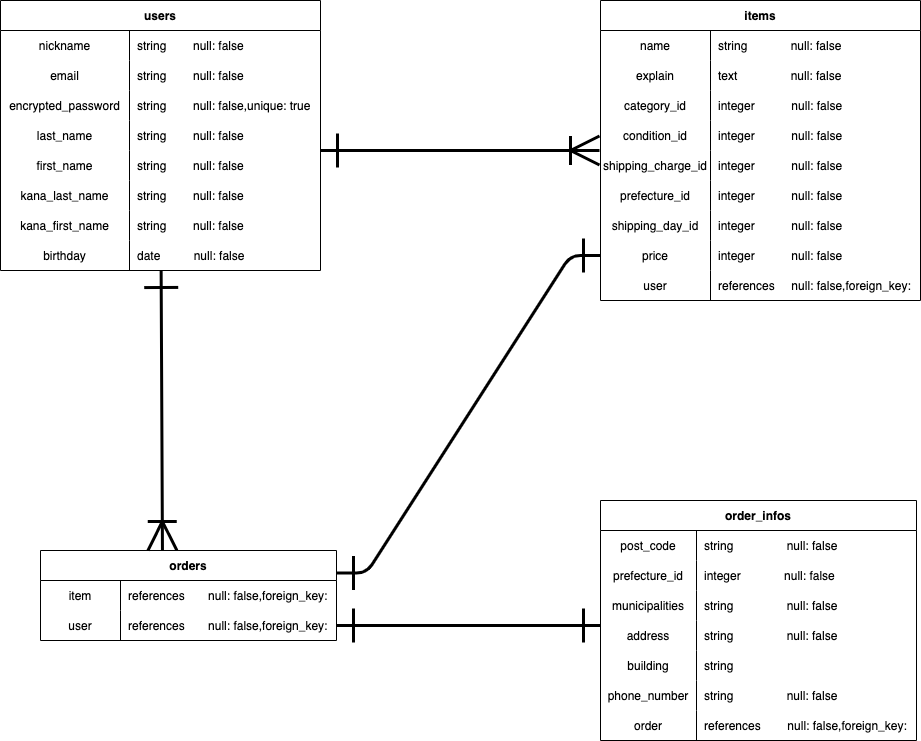 users
nickname string null: false
email string null: false
encrypted_password string null: false,unique: true
last_name string null: false
first_name string null: false
kana_last_name string null: false
kana_first_name string null: false
birthday date null: false
items
name string null: false
explain text null: false
category_id integer null: false
condition_id integer null: false
shipping_charge_id integer null: false
prefecture_id integer null: false
shipping_day_id integer null: false
price integer null: false
user references null: false,foreign_key:
orders
item references null: false,foreign_key:
user references null: false,foreign_key:
order_infos
post_code string null: false
prefecture_id integer null: false
municipalities string null: false
address string null: false
building string
phone_number string null: false
order references null: false,foreign_key: